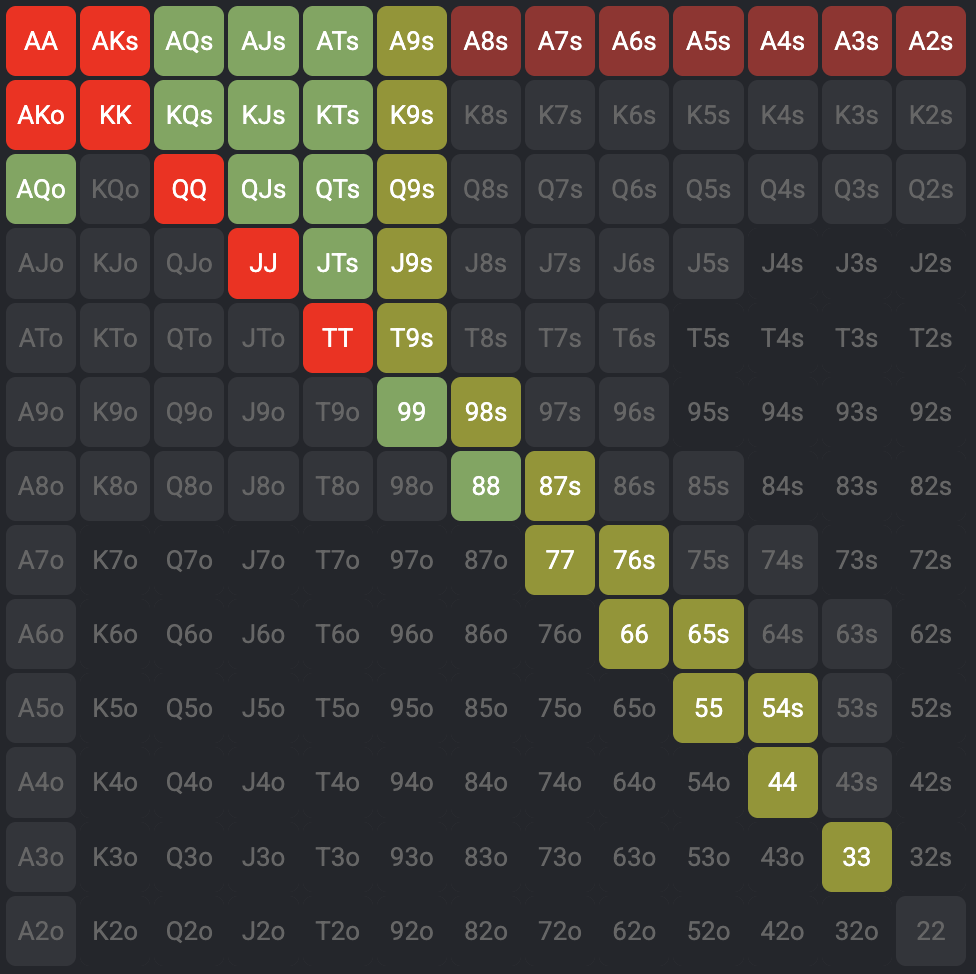 AA AKs AQs AJs ATs A9s A8s A7s A6s A5s A4s A3s A2s
AKo KK KQs KJs KTs K9s K8s K7s K6s K5s K4s K3s K2s
AQo KQo QQ QJs QTs Q9s Q8s Q7s Q6s Q5s Q4s Q3s Q2s
AJo KJo QJo JJ JTs J9s J8s J7s J6s J5s J4s J3s J2s
ATo KTo QTo JTo TT T9s T8s T7s T6s T5s T4s T3s T2s
A9o K9o Q9o J9o T9o 99 98s 97s 96s 95s 94s 93s 92s
A8o K8o Q8o J8o T8o 98o 88 87s 86s 85s 84s 83s 82s
A7o K7o Q7o J7o T7o 97o 87o 77 76s 75s 74s 73s 72s
A6o K6o Q6o J6o T6o 96o 86o 76o 66 65s 64s 63s 62s
A5o K5o Q5o J5o T5o 95o 85o 75o 65o 55 54s 53s 52s
A4o K4o Q4o J4o T4o 94o 84o 74o 64o 54o 44 43s 42s
A3o K3o Q3o J3o T3o 93o 83o 73o 63o 53o 43o 33 32s
A2o K2o Q2o J2o T2o 92o 82o 72o 62o 52o 42o 32o 22